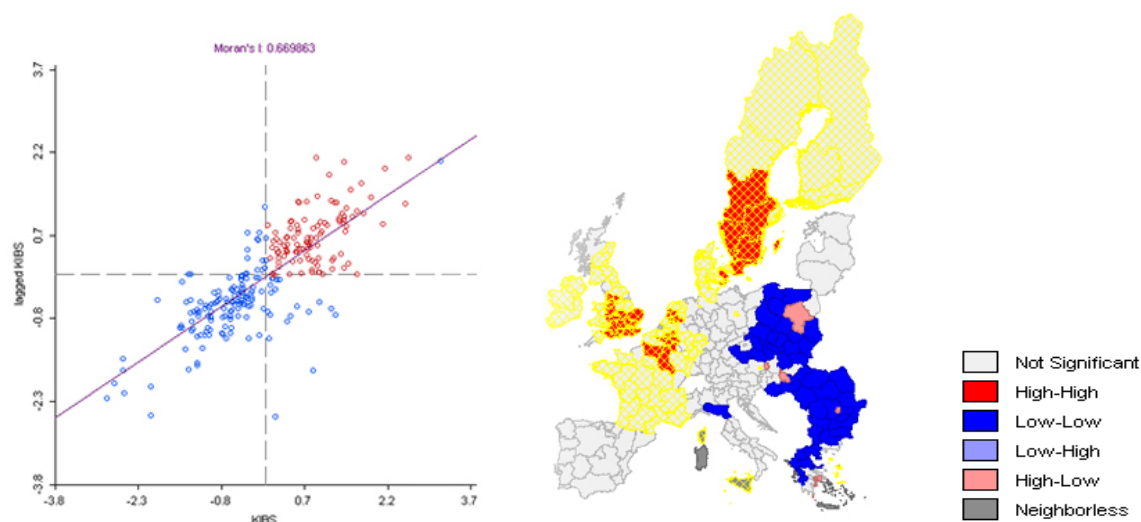 Moran's I: 0.669863
3.7
2.2
0.7
-0.8
-2.3
-3.8
lagged KIBS
-3.8 -2.3 -0.8 0.7 2.2 3.7
KIBS
Not Significant
High-High
Low-Low
Low-High
High-Low
Neighborless